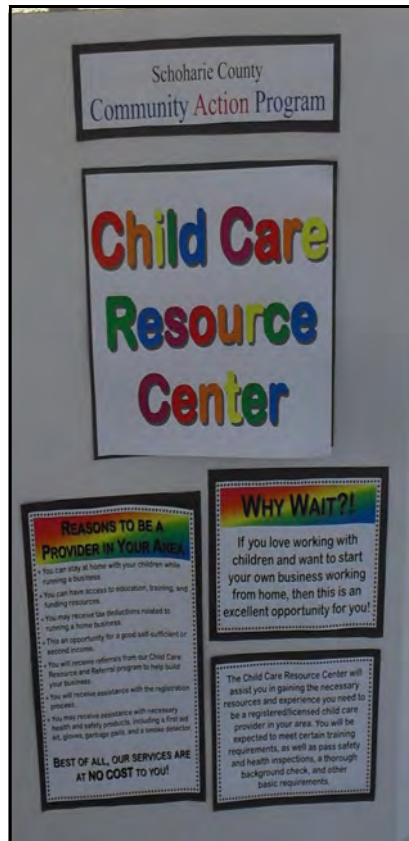 Schoharie County
Community Action Program
Child Care
Resource
Center
REASONS TO BE A
PROVIDER IN YOUR AREA
• You can stay at home with your children while
running a business.
• You can have access to education, training, and
funding resources.
• You may receive tax deductions related to
running a home business.
• This an opportunity for a good self-sufficient or
second income.
• You will receive referrals from our Child Care
Resource and Referral program to help build
your business.
• You will receive assistance with the registration
process.
• You may receive assistance with necessary
health and safety products, including a first aid
kit, gloves, garbage pails, and a smoke detector.
BEST OF ALL, OUR SERVICES ARE
AT NO COST TO YOU!
WHY WAIT?!
If you love working with
children and want to start
your own business working
from home, then this is an
excellent opportunity for you!
The Child Care Resource Center will
assist you in gaining the necessary
resources and experience you need to
be a registered/licensed child care
provider in your area. You will be
expected to meet certain training
requirements, as well as pass safety
and health inspections, a thorough
background check, and other
basic requirements.